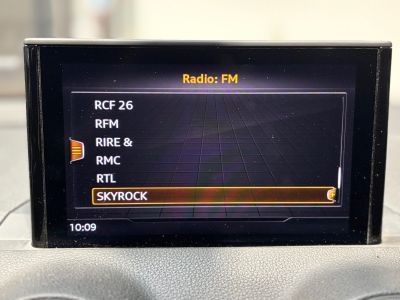 Radio: FM
RCF 26
RFM
RIRE &
RMC
RTL
SKYROCK
10:09